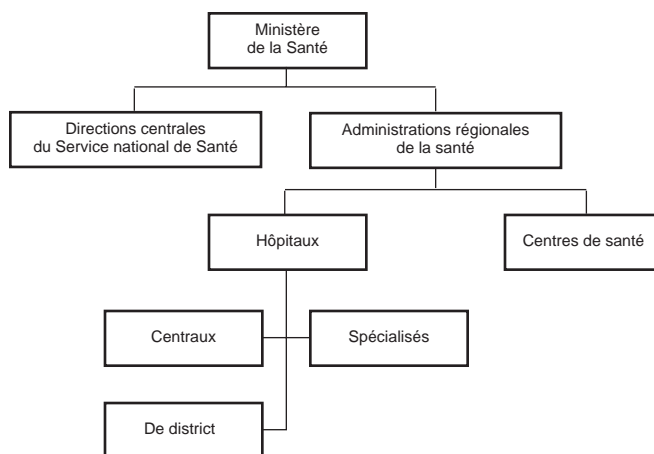 Ministère
de la Santé
Directions centrales
du Service national de Santé
Administrations régionales
de la santé
Hôpitaux
Centres de santé
Centraux
Spécialisés
De district